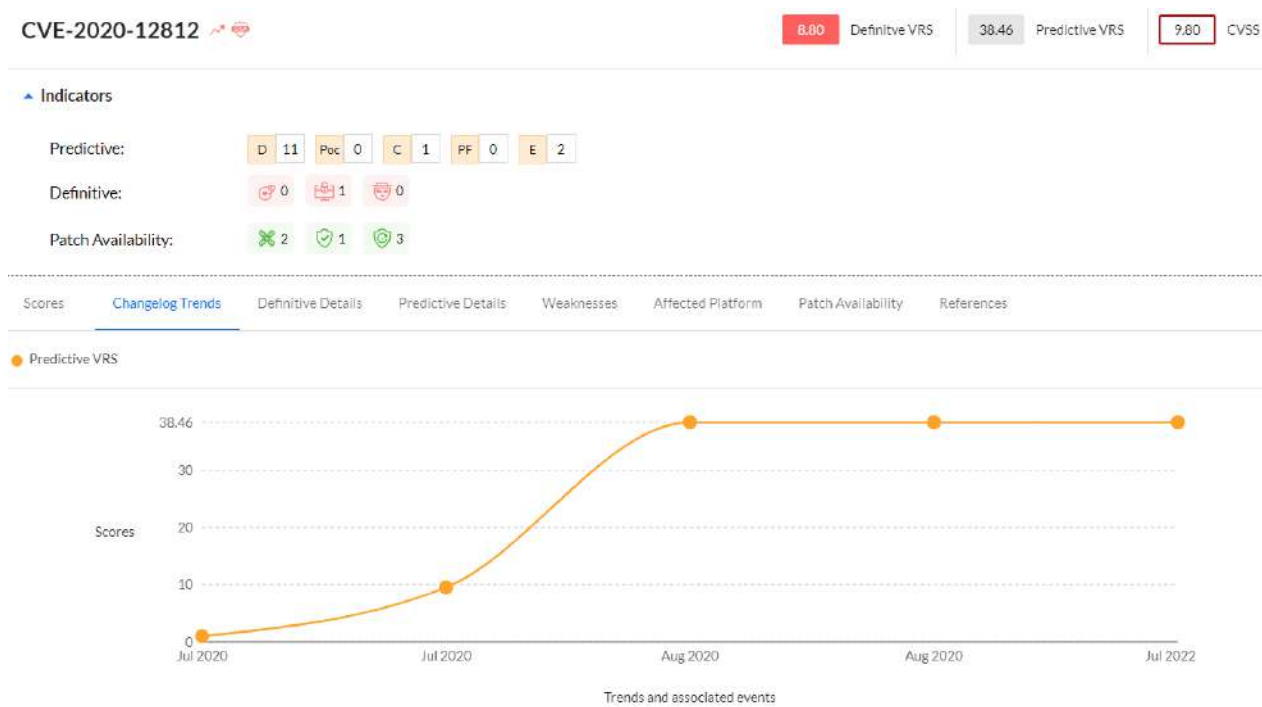 CVE-2020-12812
8.80 Definitve VRS 38.46 Predictive VRS 9.80 CVSS
Indicators
Predictive: D 11 Poc 0 C 1 PF 0 E 2
Definitive: 0 1 0
Patch Availability: 2 1 3
Scores Changelog Trends Definitive Details Predictive Details Weaknesses Affected Platform Patch Availability References
Predictive VRS
38.46
30
Scores
20
10
0
Jul 2020 Jul 2020 Aug 2020 Aug 2020 Jul 2022
Trends and associated events